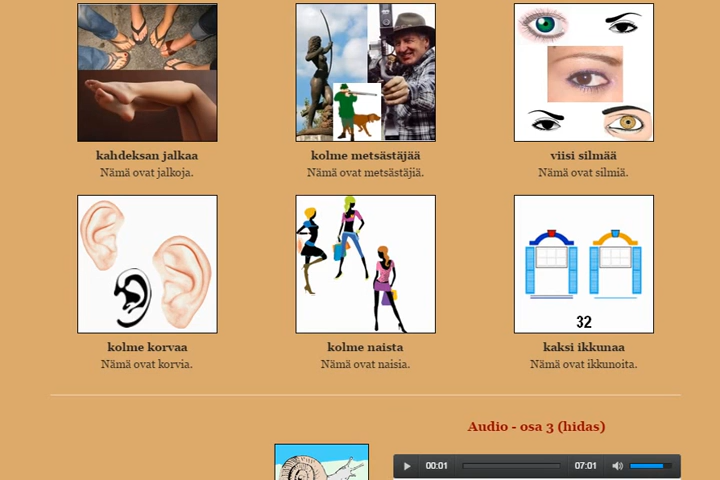 kahdeksan jalkaa
Nämä ovat jalkoja.
kolme metsästäjää
Nämä ovat metsästäjiä.
viisi silmää
Nämä ovat silmiä.
32
kolme korvaa
Nämä ovat korvia.
kolme naista
Nämä ovat naisia.
kaksi ikkunaa
Nämä ovat ikkunoita.
Audio - osa 3 (hidas)
00:01
07:01